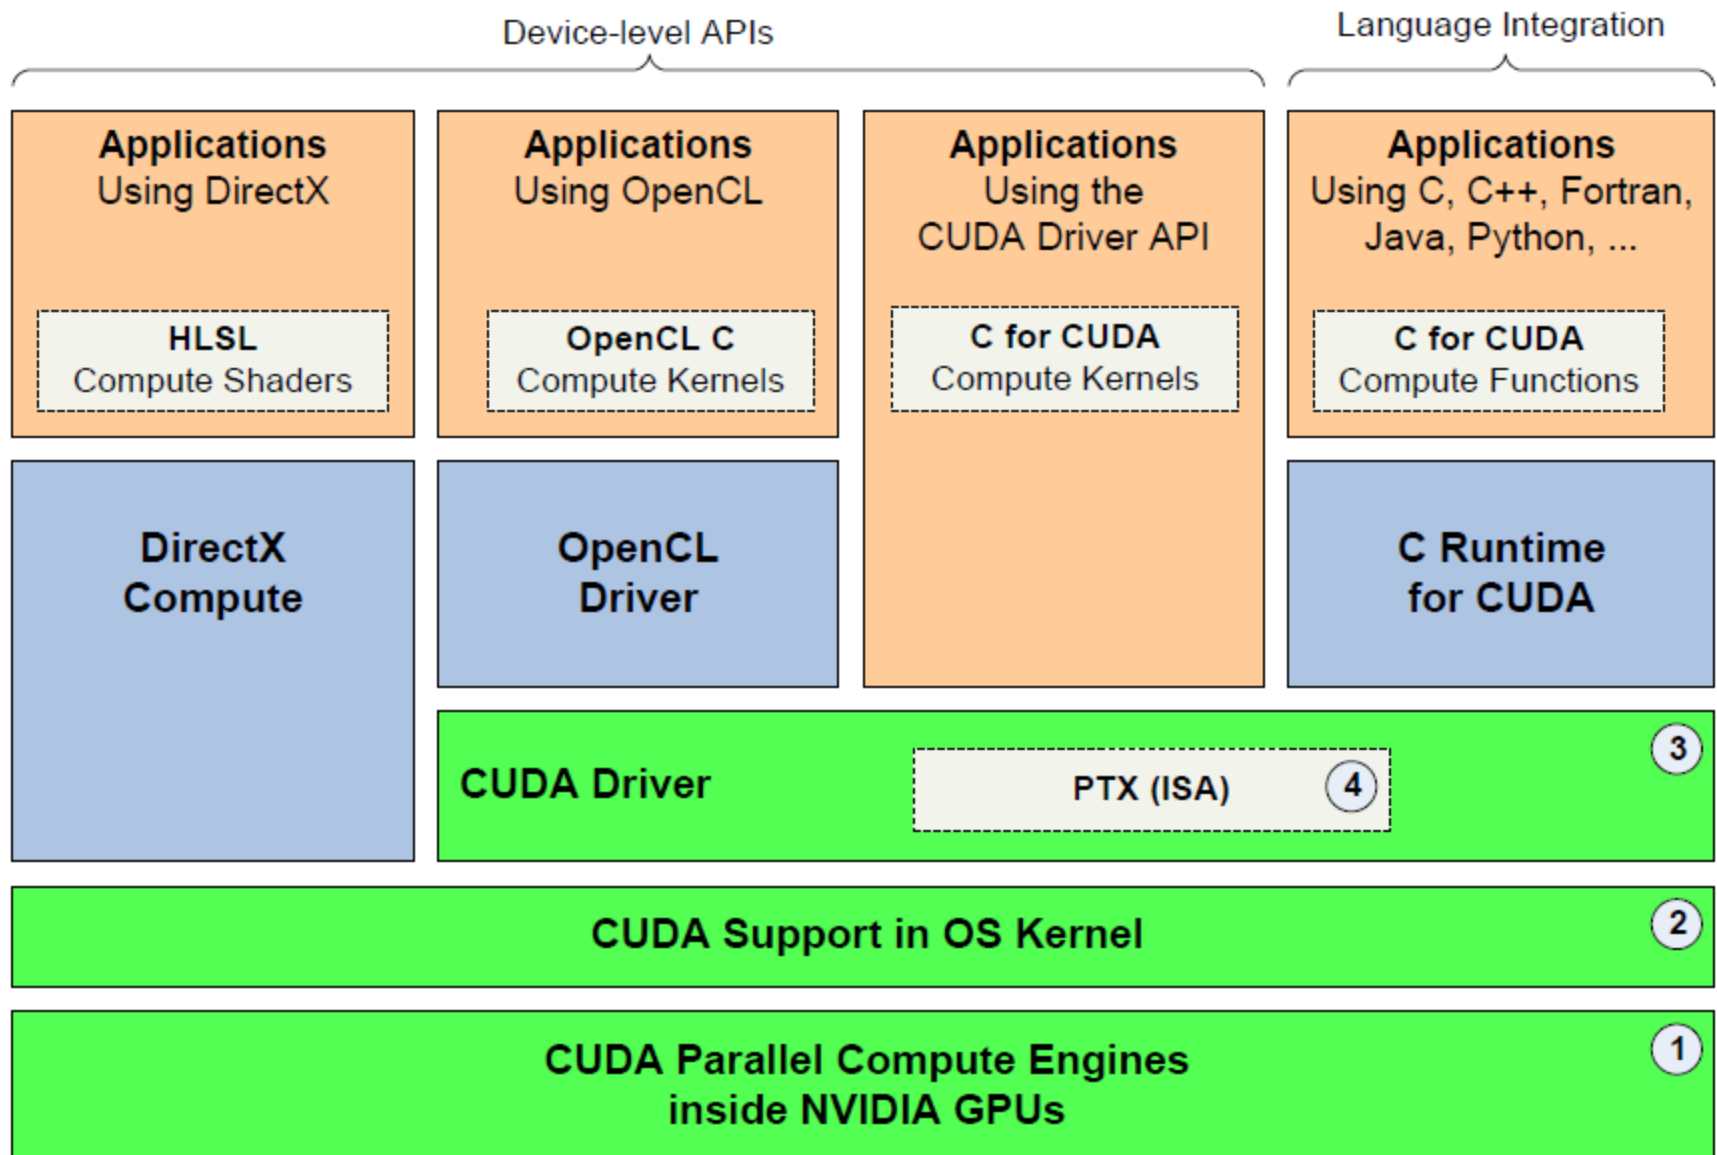 Device-level APIs
Language Integration
Applications
Using DirectX
HLSL
Compute Shaders
Applications
Using OpenCL
OpenCL C
Compute Kernels
Applications
Using the
CUDA Driver API
C for CUDA
Compute Kernels
Applications
Using C, C++, Fortran,
Java, Python, ...
C for CUDA
Compute Functions
DirectX
Compute
OpenCL
Driver
C Runtime
for CUDA
CUDA Driver
PTX (ISA)
4
3
CUDA Support in OS Kernel
2
CUDA Parallel Compute Engines
inside NVIDIA GPUs
1